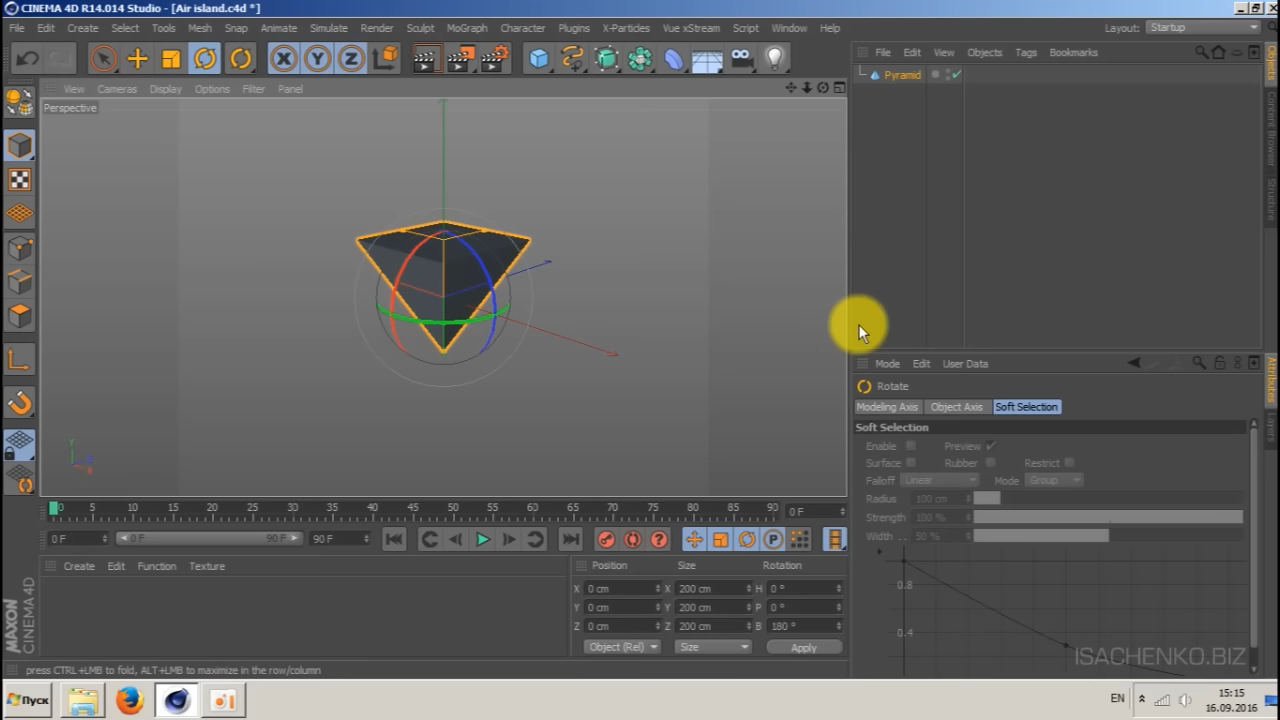 CINEMA 4D R14.014 Studio - [Air island.c4d *]
File Edit Create Select Tools Mesh Snap Animate Simulate Render Sculpt MoGraph Character Plugins X-Particles Vue xStream Script Window Help Layout: Startup
File Edit View Objects Tags Bookmarks
X Y Z
Pyramid
View Cameras Display Options Filter Panel
Perspective
Objects
Content Browser
Structure
Y
Z
X
Mode Edit User Data
Rotate
Modeling Axis Object Axis Soft Selection
Soft Selection
Enable Preview
Surface Rubber Restrict
Falloff Linear Mode Group
Radius 100 cm
Strength 100 %
Width .. 50 %
0.8
0.4
Attributes
Layers
0 5 10 15 20 25 30 35 40 45 50 55 60 65 70 75 80 85 90 0 F
0 F 0 F 90 F 90 F
P
Create Edit Function Texture
Position Size Rotation
X 0 cm X 200 cm H 0 °
Y 0 cm Y 200 cm P 0 °
Z 0 cm Z 200 cm B 180 °
Object (Rel) Size Apply
MAXON
CINEMA 4D
press CTRL+LMB to fold, ALT+LMB to maximize in the row/column
ISACHENKO.BIZ
Пуск
EN
15:15
16.09.2016